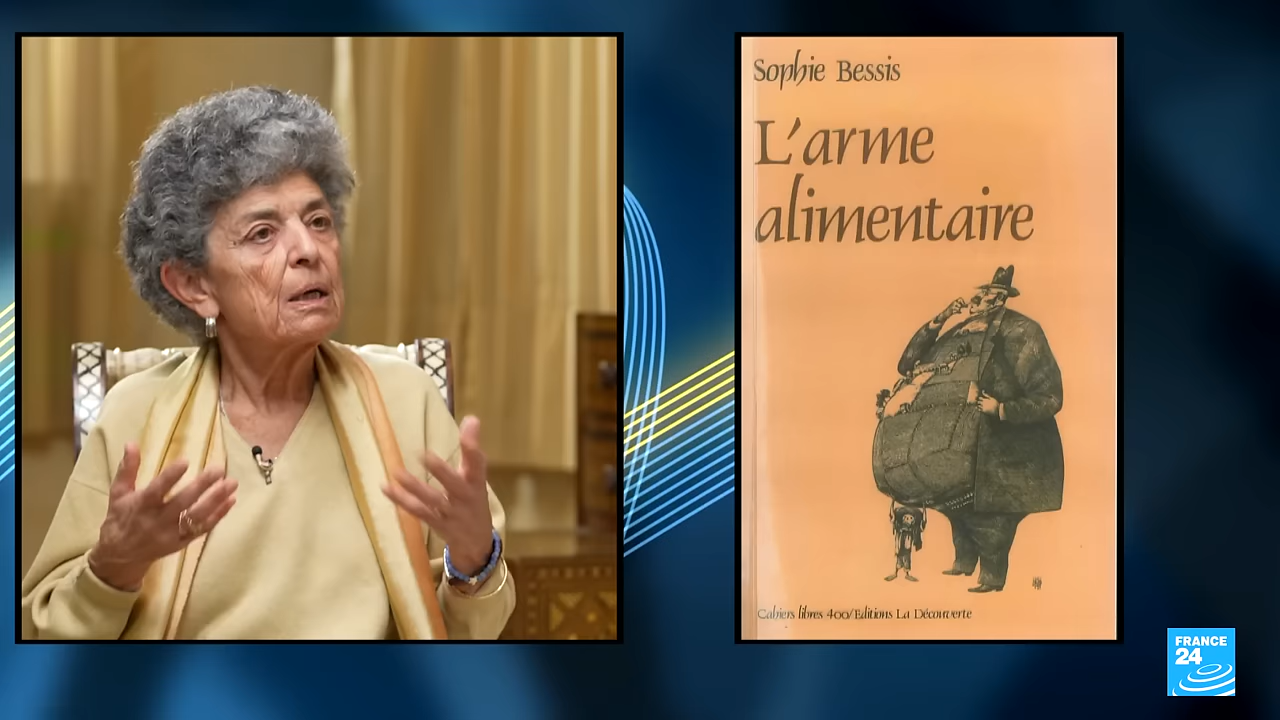 Sophie Bessis
L'arme
alimentaire
Cahiers libres 400/Editions La Découverte
FRANCE
24